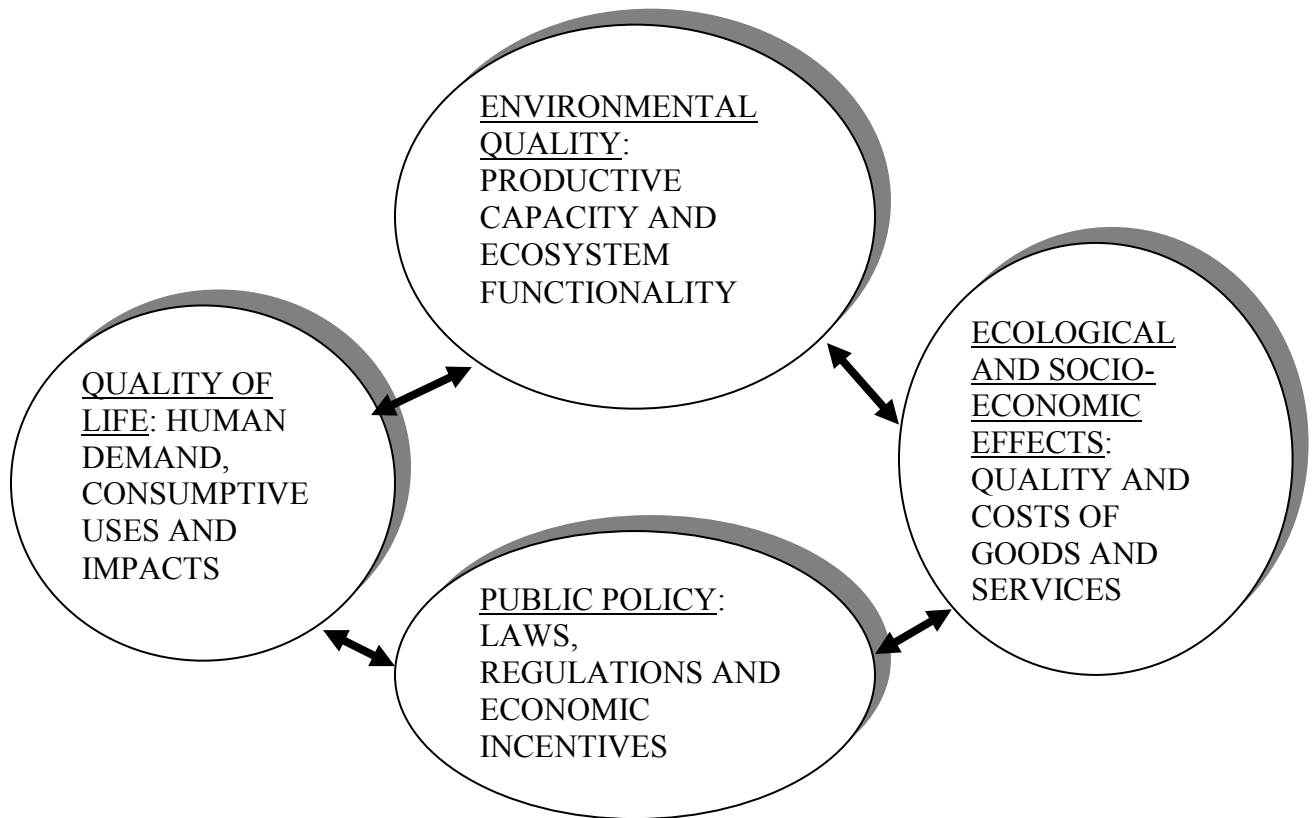 ENVIRONMENTAL
QUALITY:
PRODUCTIVE
CAPACITY AND
ECOSYSTEM
FUNCTIONALITY
QUALITY OF
LIFE: HUMAN
DEMAND,
CONSUMPTIVE
USES AND
IMPACTS
ECOLOGICAL
AND SOCIO-
ECONOMIC
EFFECTS:
QUALITY AND
COSTS OF
GOODS AND
SERVICES
PUBLIC POLICY:
LAWS,
REGULATIONS AND
ECONOMIC
INCENTIVES